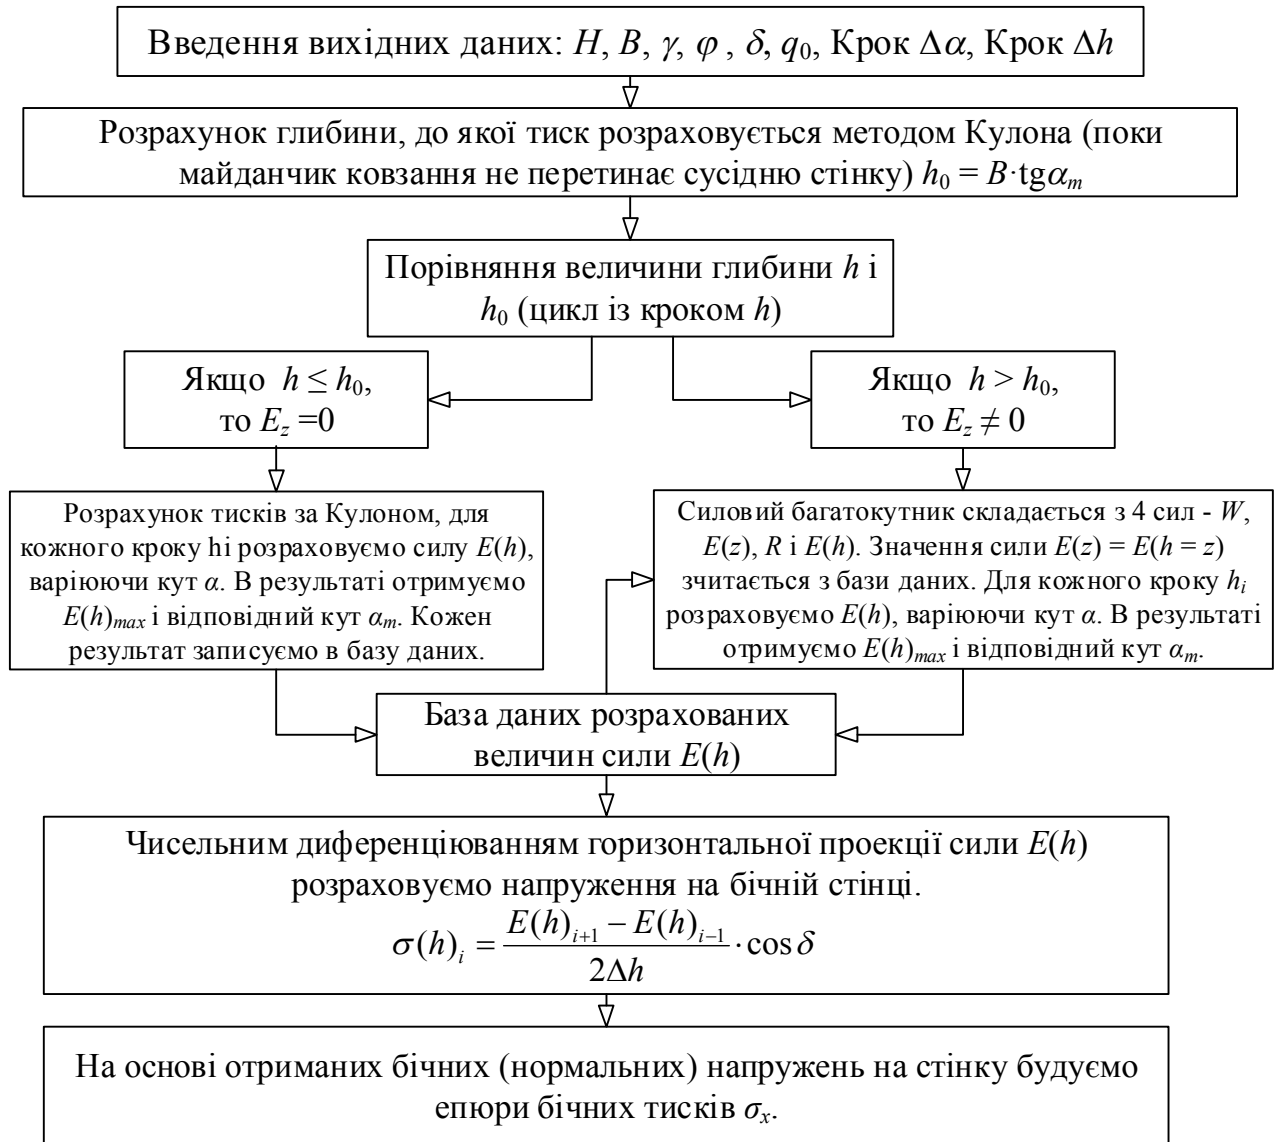 Введення вихідних даних: H, B, γ, φ , δ, q₀, Крок Δα, Крок Δh
Розрахунок глибини, до якої тиск розраховується методом Кулона (поки
майданчик ковзання не перетинає сусідню стінку) h₀ = B·tgαₘ
Порівняння величини глибини h і
h₀ (цикл із кроком h)
Якщо h ≤ h₀,
то E_z =0
Якщо h > h₀,
то E_z ≠ 0
Розрахунок тисків за Кулоном, для
кожного кроку hi розраховуємо силу E(h),
варіюючи кут α. В результаті отримуємо
E(h)_max і відповідний кут αₘ. Кожен
результат записуємо в базу даних.
Силовий багатокутник складається з 4 сил - W,
E(z), R і E(h). Значення сили E(z) = E(h = z)
зчитається з бази даних. Для кожного кроку hᵢ
розраховуємо E(h), варіюючи кут α. В результаті
отримуємо E(h)_max і відповідний кут αₘ.
База даних розрахованих
величин сили E(h)
Чисельним диференціюванням горизонтальної проекції сили E(h)
розраховуємо напруження на бічній стінці.
σ(h)ᵢ = (E(h)ᵢ₊₁ − E(h)ᵢ₋₁) / 2Δh · cos δ
На основі отриманих бічних (нормальних) напружень на стінку будуємо
епюри бічних тисків σₓ.